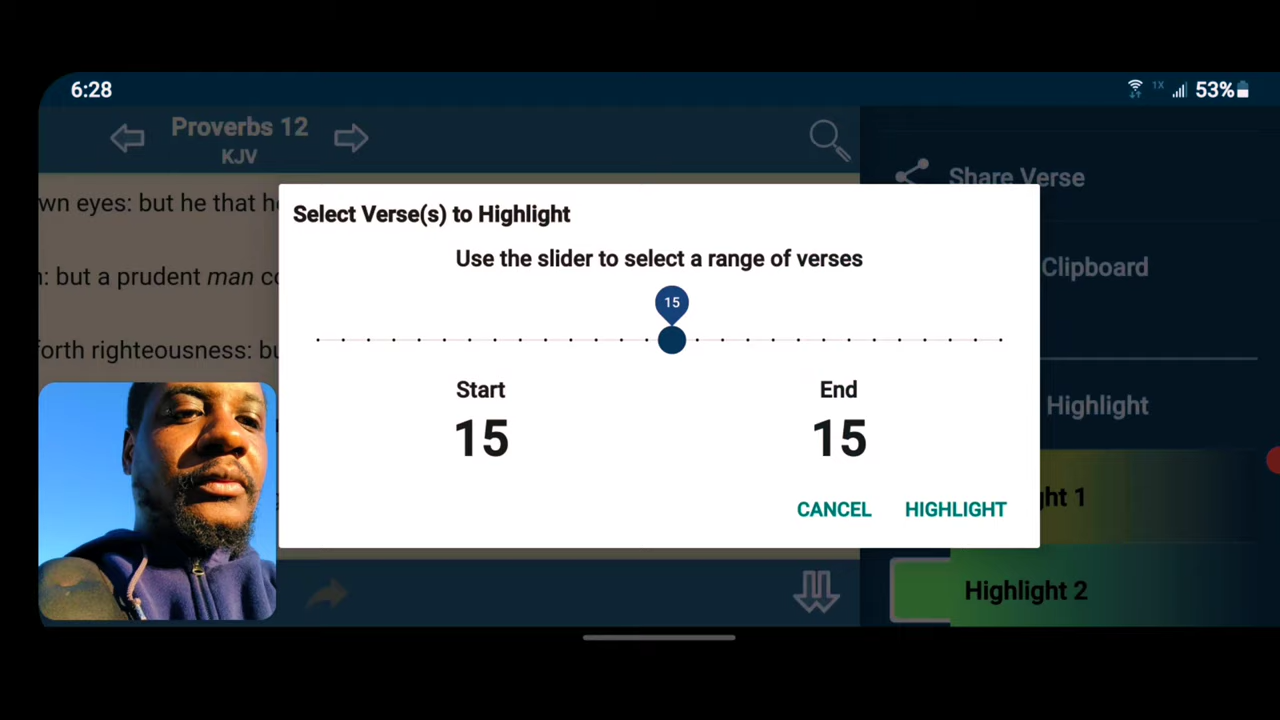 6:28
1X
53%
Proverbs 12
KJV
Share Verse
wn eyes: but he that
Select Verse(s) to Highlight
Use the slider to select a range of verses
Clipboard
: but a prudent man
15
forth righteousness:
Start
End
Highlight
15
15
CANCEL
HIGHLIGHT
ght 1
Highlight 2